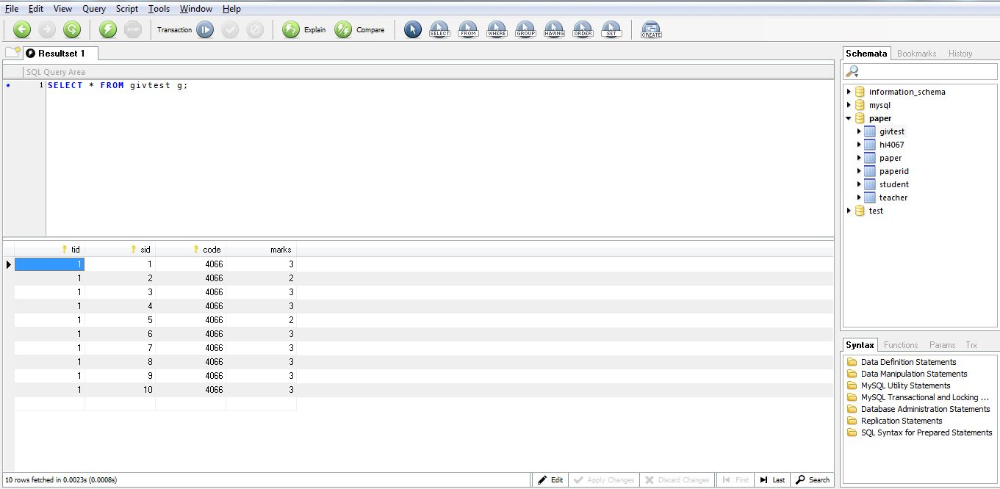 File Edit View Query Script Tools Window Help
STOP Transaction Explain Compare SELECT FROM WHERE GROUP HAVING ORDER SET CREATE
Resultset 1
SQL Query Area
1 SELECT * FROM givtest g;
tid sid code marks
1 1 4066 3
1 2 4066 2
1 3 4066 3
1 4 4066 3
1 5 4066 2
1 6 4066 3
1 7 4066 3
1 8 4066 3
1 9 4066 3
1 10 4066 3
10 rows fetched in 0.0023s (0.0008s)
Edit Apply Changes Discard Changes First Last Search
Schemata Bookmarks History
information_schema
mysql
paper
givtest
hi4067
paper
paperid
student
teacher
test
Syntax Functions Params Trx
Data Definition Statements
Data Manipulation Statements
MySQL Utility Statements
MySQL Transactional and Locking ...
Database Administration Statements
Replication Statements
SQL Syntax for Prepared Statements